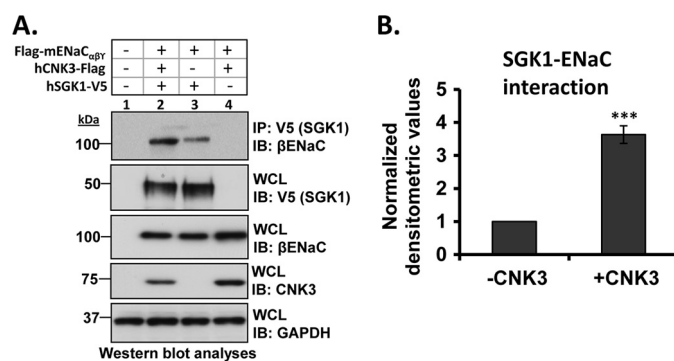 A.
Flag-mENaCαβγ - + + +
hCNK3-Flag - + - +
hSGK1-V5 - + + -
1 2 3 4
kDa
100
IP: V5 (SGK1)
IB: βENaC
50
WCL
IB: V5 (SGK1)
100
WCL
IB: βENaC
75
WCL
IB: CNK3
37
WCL
IB: GAPDH
Western blot analyses
B.
SGK1-ENaC
interaction
Normalized
densitometric values
5
4
3
2
1
0
***
-CNK3 +CNK3